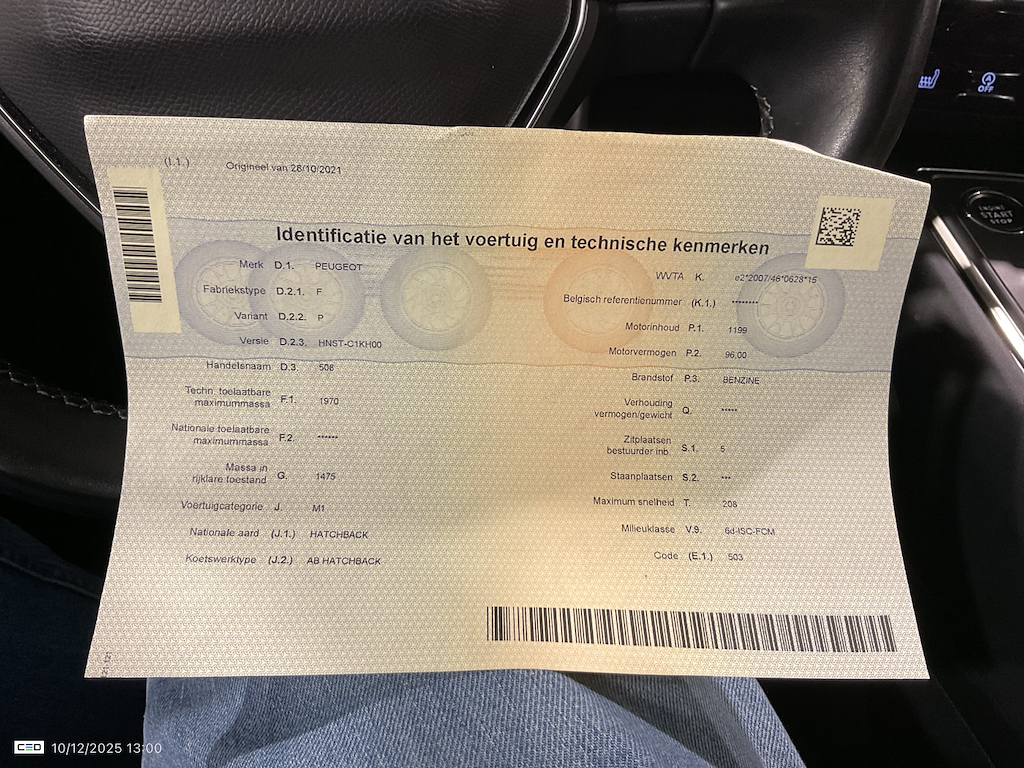 (I.1.) Origineel van 28/10/2021
Identificatie van het voertuig en technische kenmerken
Merk D.1. PEUGEOT
Fabriekstype D.2.1. F
Variant D.2.2. P
Versie D.2.3. HNST-C1KH00
Handelsnaam D.3. 508
Techn. toelaatbare
maximummassa F.1. 1970
Nationale toelaatbare
maximummassa F.2. ******
Massa in
rijklare toestand G. 1475
Voertuigcategorie J. M1
Nationale aard (J.1.) HATCHBACK
Koetswerktype (J.2.) AB HATCHBACK
WVTA K. e2*2007/46*0628*15
Belgisch referentienummer (K.1.) ********
Motorinhoud P.1. 1199
Motorvermogen P.2. 96,00
Brandstof P.3. BENZINE
Verhouding
vermogen/gewicht Q. *****
Zitplaatsen
bestuurder inb. S.1. 5
Staanplaatsen S.2. ***
Maximum snelheid T. 208
Milieuklasse V.9. 6d-ISC-FCM
Code (E.1.) 503
A
OFF
ENGINE
START
STOP
CEO 10/12/2025 13:00